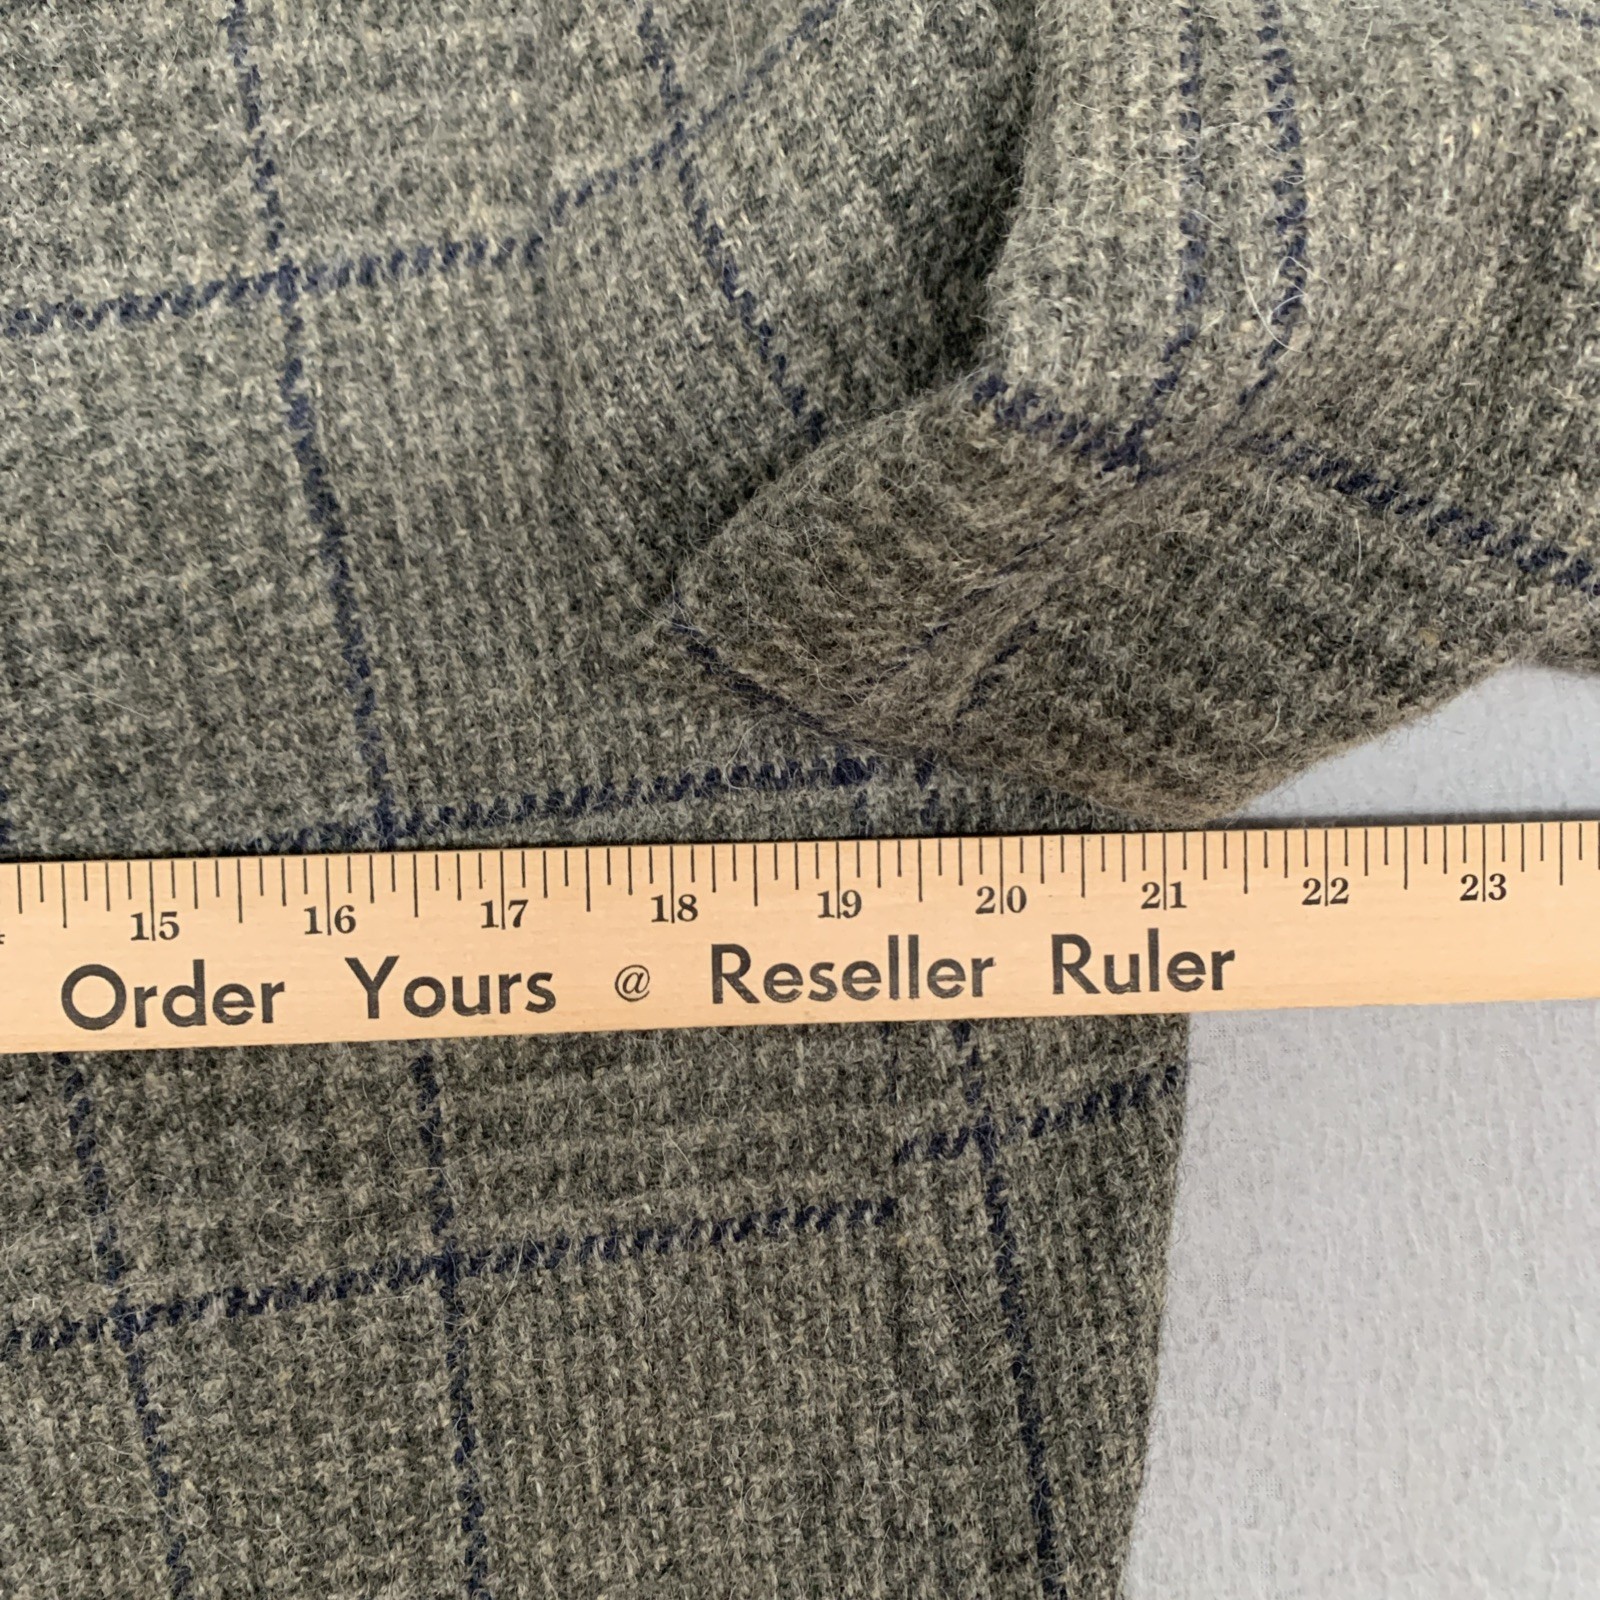 15 16 17 18 19 20 21 22 23
Order Yours @ Reseller Ruler